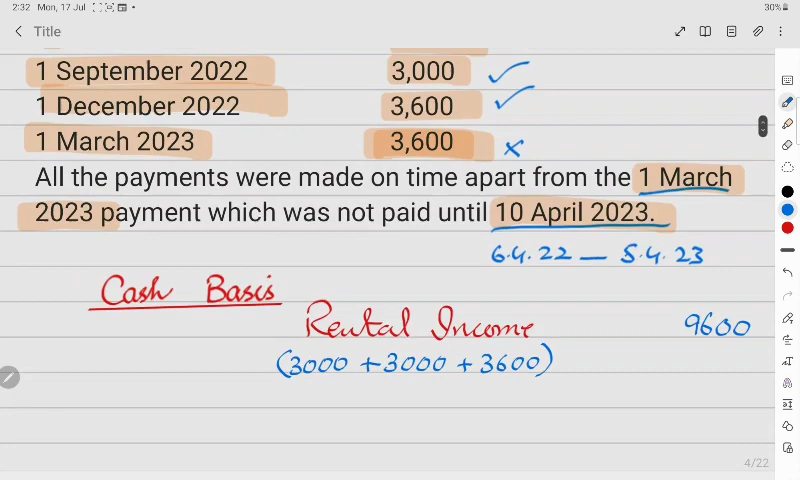 2:32 Mon, 17 Jul 30%
Title
1 September 2022 3,000
1 December 2022 3,600
1 March 2023 3,600
All the payments were made on time apart from the 1 March
2023 payment which was not paid until 10 April 2023.
6.4.22 — 5.4.23
Cash Basis
Rental Income 9600
(3000 + 3000 + 3600)
4/22